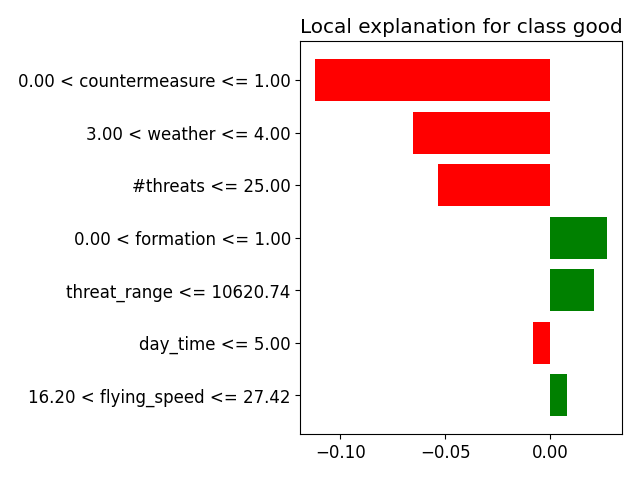 Local explanation for class good
0.00 < countermeasure <= 1.00
3.00 < weather <= 4.00
#threats <= 25.00
0.00 < formation <= 1.00
threat_range <= 10620.74
day_time <= 5.00
16.20 < flying_speed <= 27.42
−0.10 −0.05 0.00